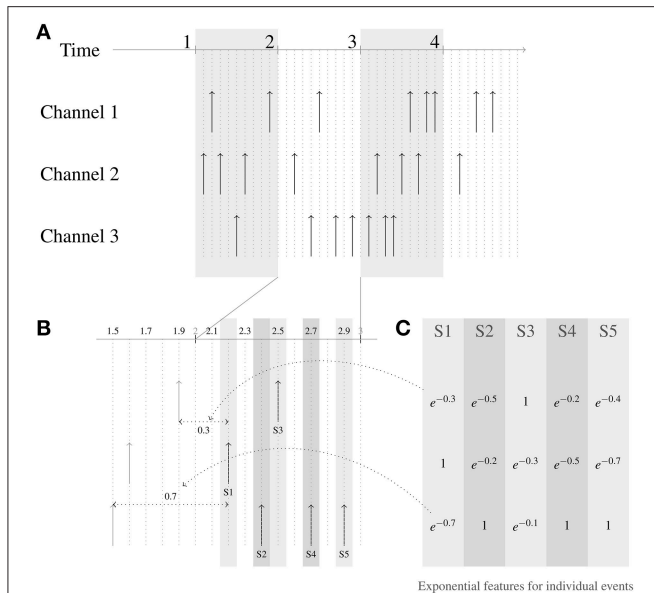 A
Time 1 2 3 4
Channel 1
Channel 2
Channel 3
B
1.5 1.7 1.9 2 2.1 2.3 2.5 2.7 2.9 3
0.3
S3
S1
0.7
S2 S4 S5
C
S1 S2 S3 S4 S5
e^{-0.3} e^{-0.5} 1 e^{-0.2} e^{-0.4}
1 e^{-0.2} e^{-0.3} e^{-0.5} e^{-0.7}
e^{-0.7} 1 e^{-0.1} 1 1
Exponential features for individual events